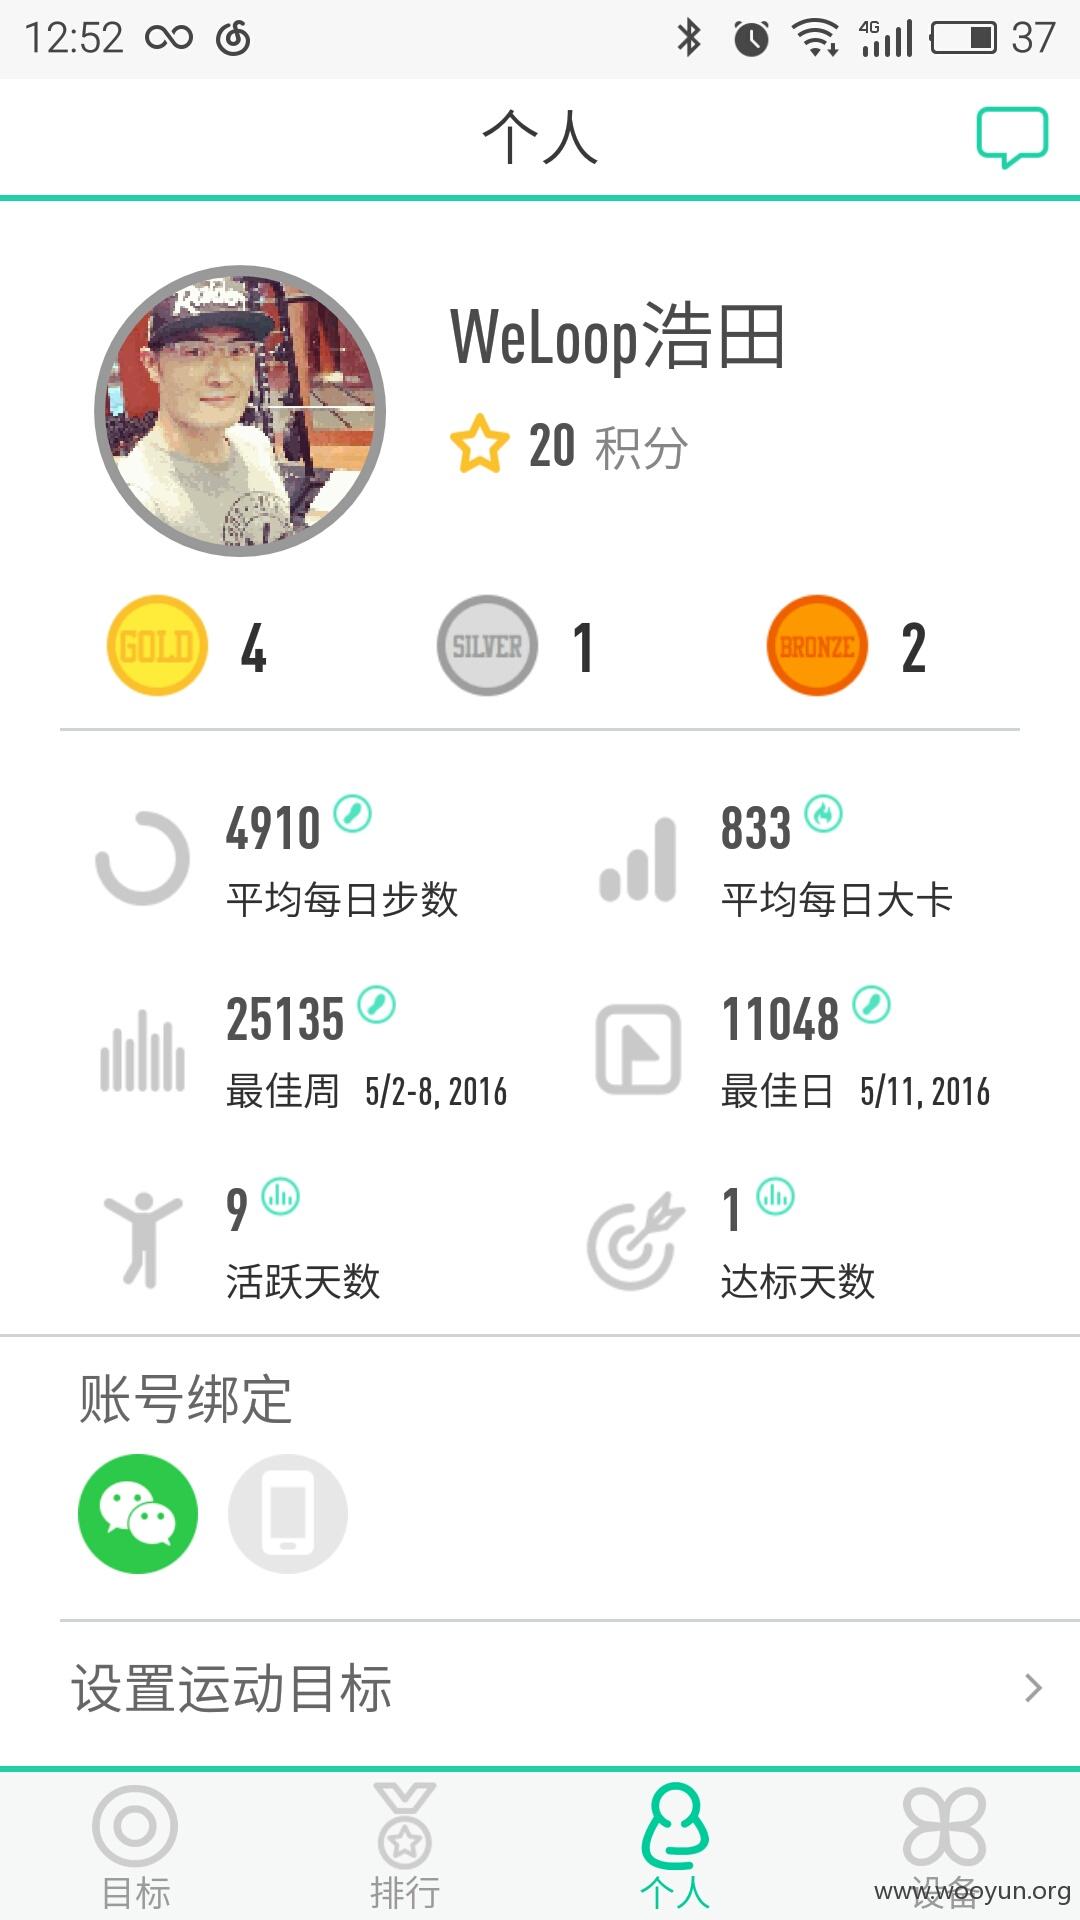 12:52 4G 37
个人
WeLoop浩田
20 积分
GOLD 4 SILVER 1 BRONZE 2
4910 833
平均每日步数 平均每日大卡
25135 11048
最佳周 5/2-8, 2016 最佳日 5/11, 2016
9 1
活跃天数 达标天数
账号绑定
设置运动目标
目标 排行 个人 设备
www.wooyun.org